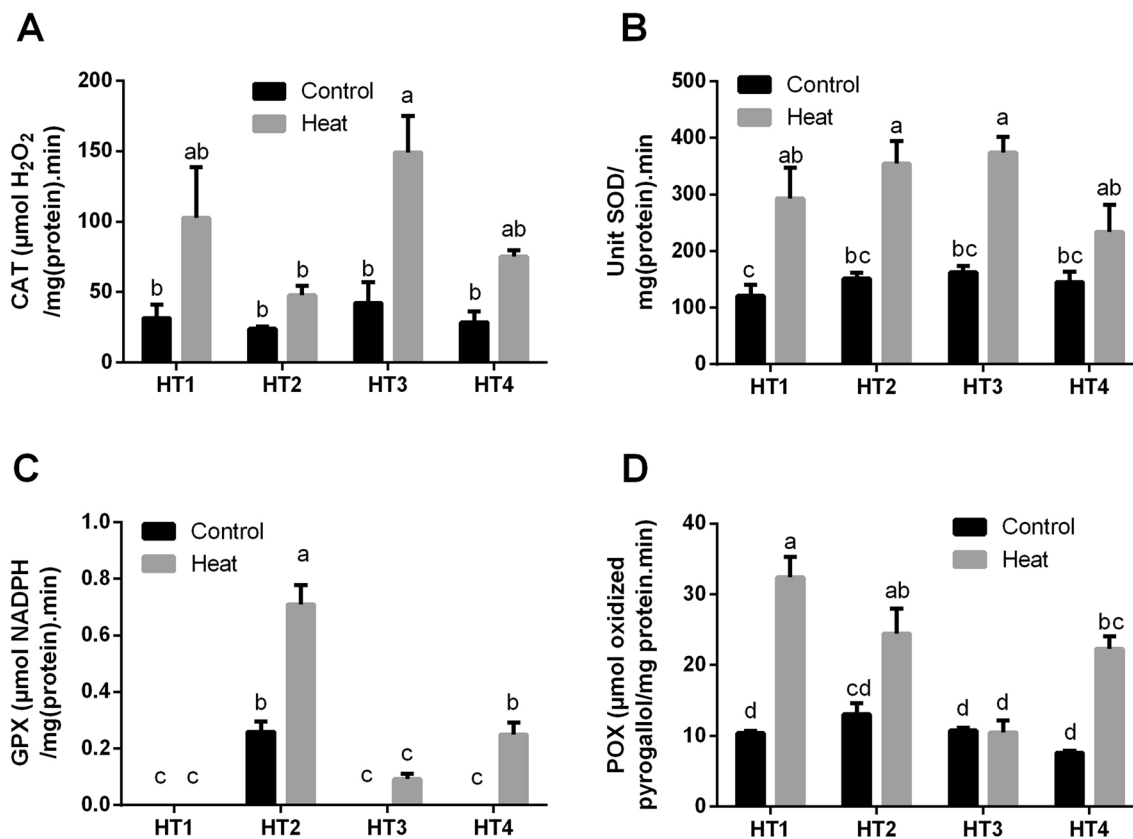 A
CAT (µmol H₂O₂
/mg(protein).min)
200
150
100
50
0
Control
Heat
b
ab
b
b
b
a
b
ab
HT1 HT2 HT3 HT4
B
Unit SOD/
mg(protein).min
500
400
300
200
100
0
Control
Heat
c
ab
bc
a
bc
a
bc
ab
HT1 HT2 HT3 HT4
C
GPX (µmol NADPH
/mg(protein).min)
1.0
0.8
0.6
0.4
0.2
0.0
Control
Heat
c
c
b
a
c
c
c
b
HT1 HT2 HT3 HT4
D
POX (µmol oxidized
pyrogallol/mg protein.min)
40
30
20
10
0
Control
Heat
d
a
cd
ab
d
d
d
bc
HT1 HT2 HT3 HT4